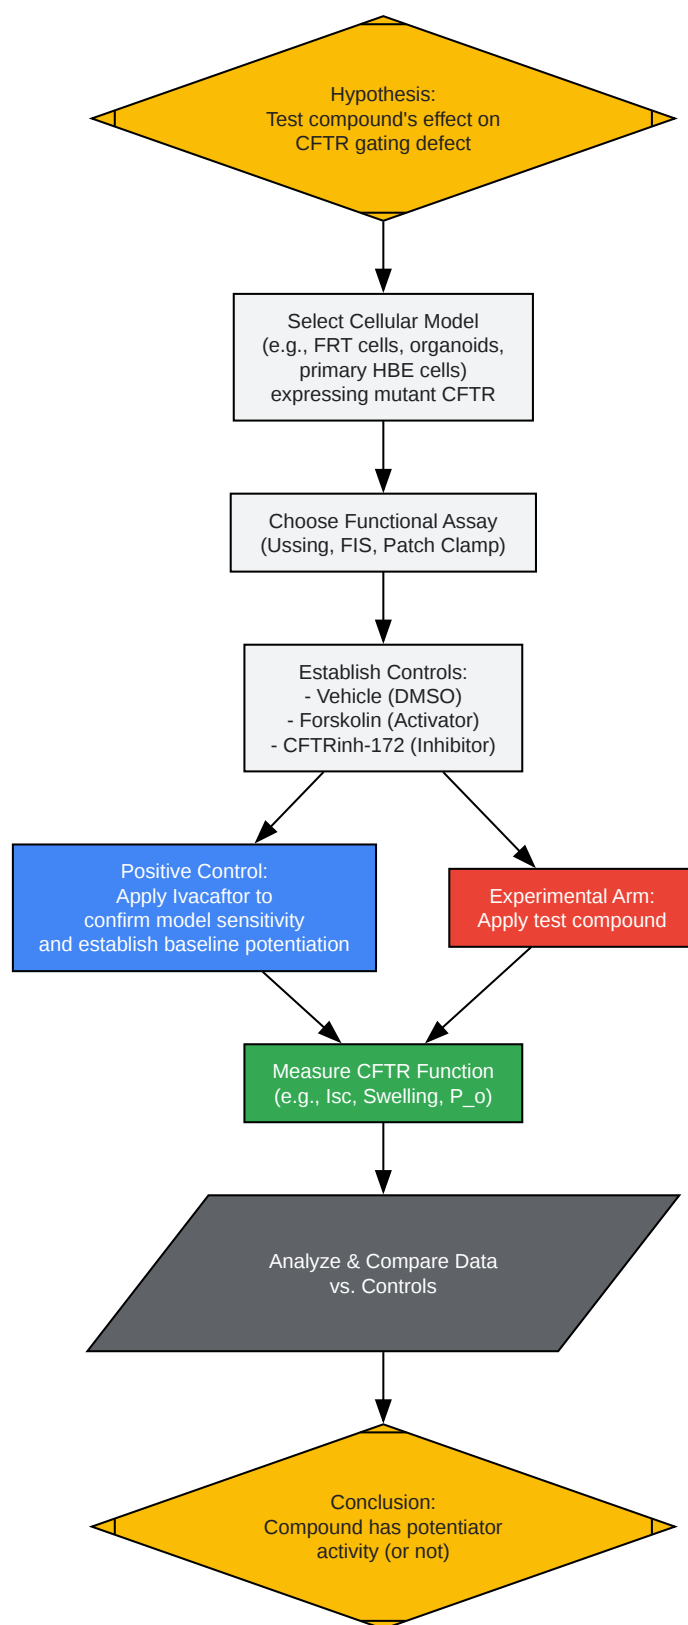 Hypothesis:
Test compound's effect on
CFTR gating defect
Select Cellular Model
(e.g., FRT cells, organoids,
primary HBE cells)
expressing mutant CFTR
Choose Functional Assay
(Ussing, FIS, Patch Clamp)
Establish Controls:
- Vehicle (DMSO)
- Forskolin (Activator)
- CFTRinh-172 (Inhibitor)
Positive Control:
Apply Ivacaftor to
confirm model sensitivity
and establish baseline potentiation
Experimental Arm:
Apply test compound
Measure CFTR Function
(e.g., Isc, Swelling, P_o)
Analyze & Compare Data
vs. Controls
Conclusion:
Compound has potentiator
activity (or not)